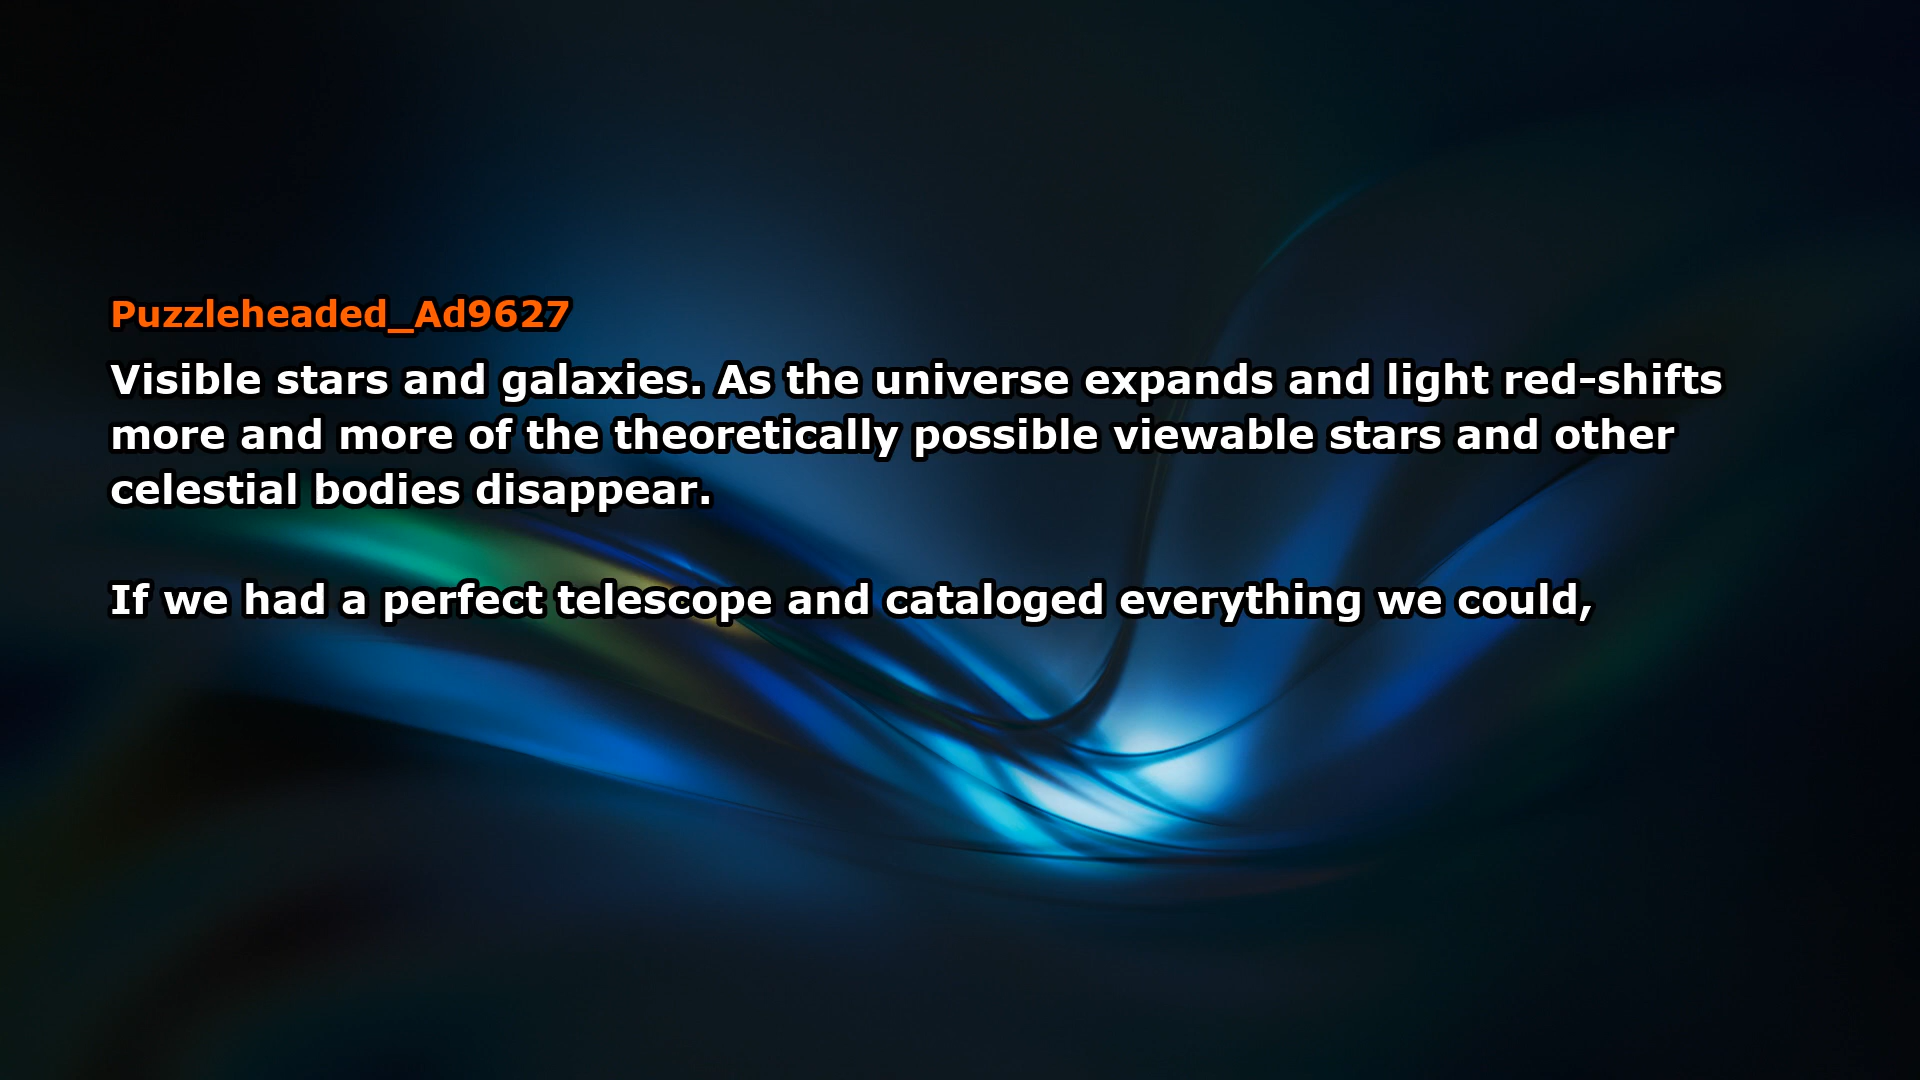 Puzzleheaded_Ad9627
Visible stars and galaxies. As the universe expands and light red-shifts
more and more of the theoretically possible viewable stars and other
celestial bodies disappear.
If we had a perfect telescope and cataloged everything we could,